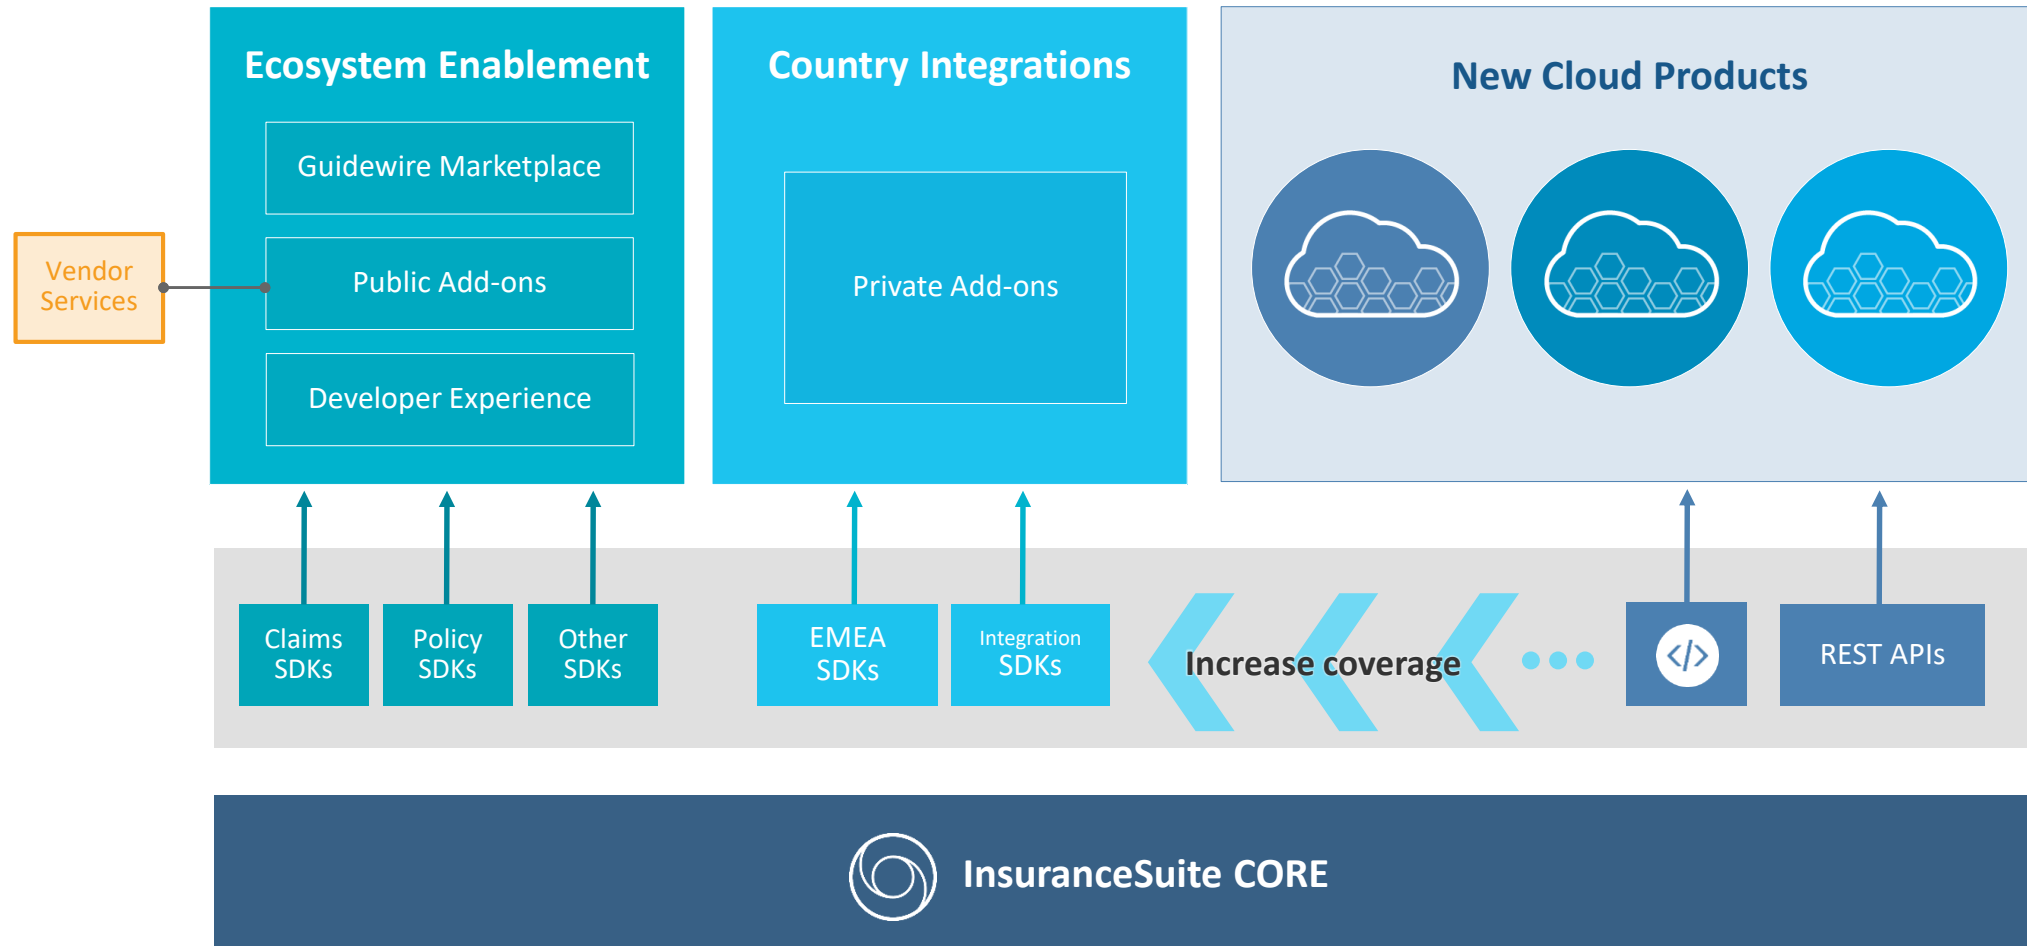 Ecosystem Enablement
Guidewire Marketplace
Public Add-ons
Developer Experience
Vendor
Services
Country Integrations
Private Add-ons
New Cloud Products
Claims
SDKs
Policy
SDKs
Other
SDKs
EMEA
SDKs
Integration
SDKs
Increase coverage
</>
REST APIs
InsuranceSuite CORE